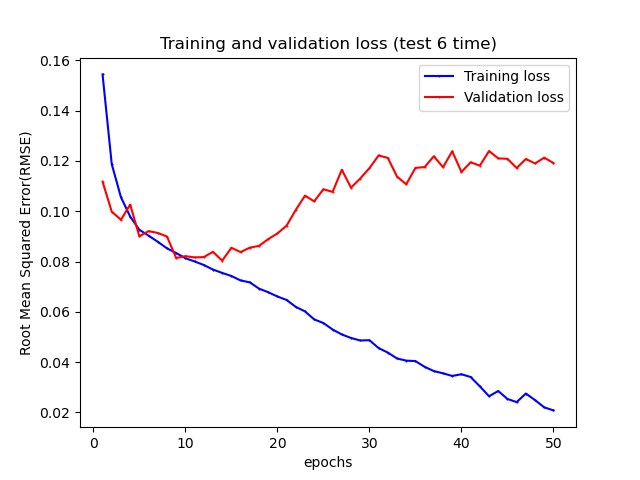 Training and validation loss (test 6 time)
Training loss
Validation loss
Root Mean Squared Error(RMSE)
0.16
0.14
0.12
0.10
0.08
0.06
0.04
0.02
0
10
20
30
40
50
epochs